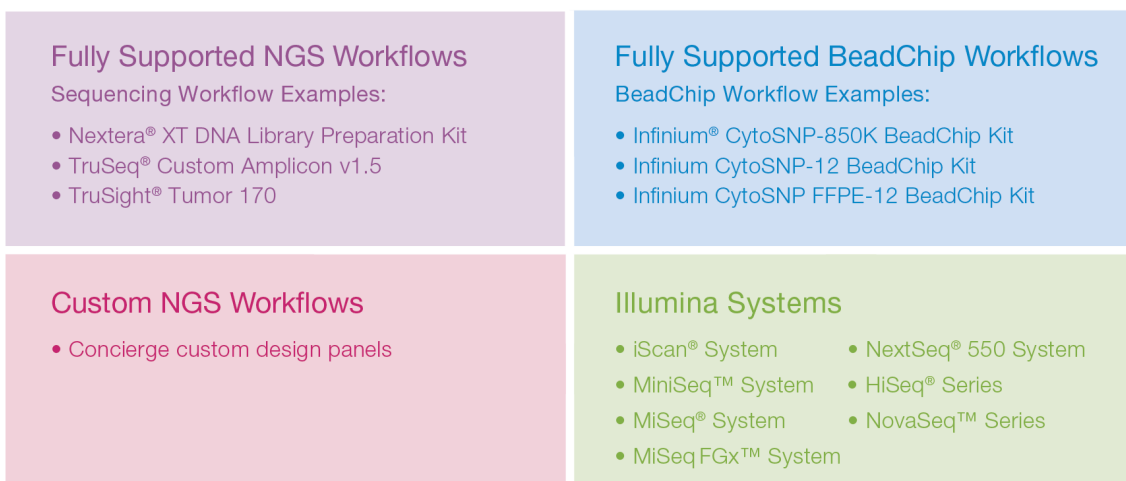 Fully Supported NGS Workflows
Sequencing Workflow Examples:
• Nextera® XT DNA Library Preparation Kit
• TruSeq® Custom Amplicon v1.5
• TruSight® Tumor 170
Fully Supported BeadChip Workflows
BeadChip Workflow Examples:
• Infinium® CytoSNP-850K BeadChip Kit
• Infinium CytoSNP-12 BeadChip Kit
• Infinium CytoSNP FFPE-12 BeadChip Kit
Custom NGS Workflows
• Concierge custom design panels
Illumina Systems
• iScan® System
• MiniSeq™ System
• MiSeq® System
• MiSeq FGx™ System
• NextSeq® 550 System
• HiSeq® Series
• NovaSeq™ Series